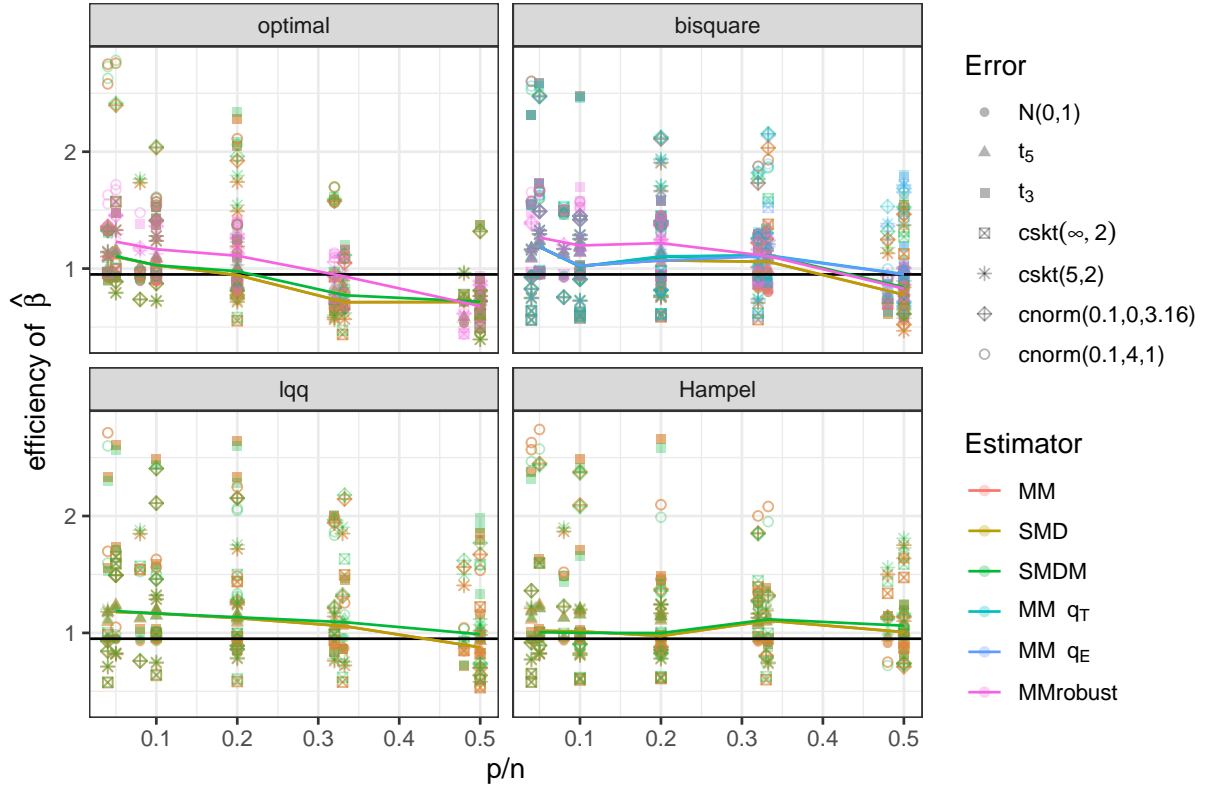 optimal
bisquare
2
1
lqq
Hampel
2
1
0.1 0.2 0.3 0.4 0.5
0.1 0.2 0.3 0.4 0.5
p/n
efficiency of β̂
Error
N(0,1)
t₅
t₃
cskt(∞, 2)
cskt(5,2)
cnorm(0.1,0,3.16)
cnorm(0.1,4,1)
Estimator
MM
SMD
SMDM
MM q_T
MM q_E
MMrobust